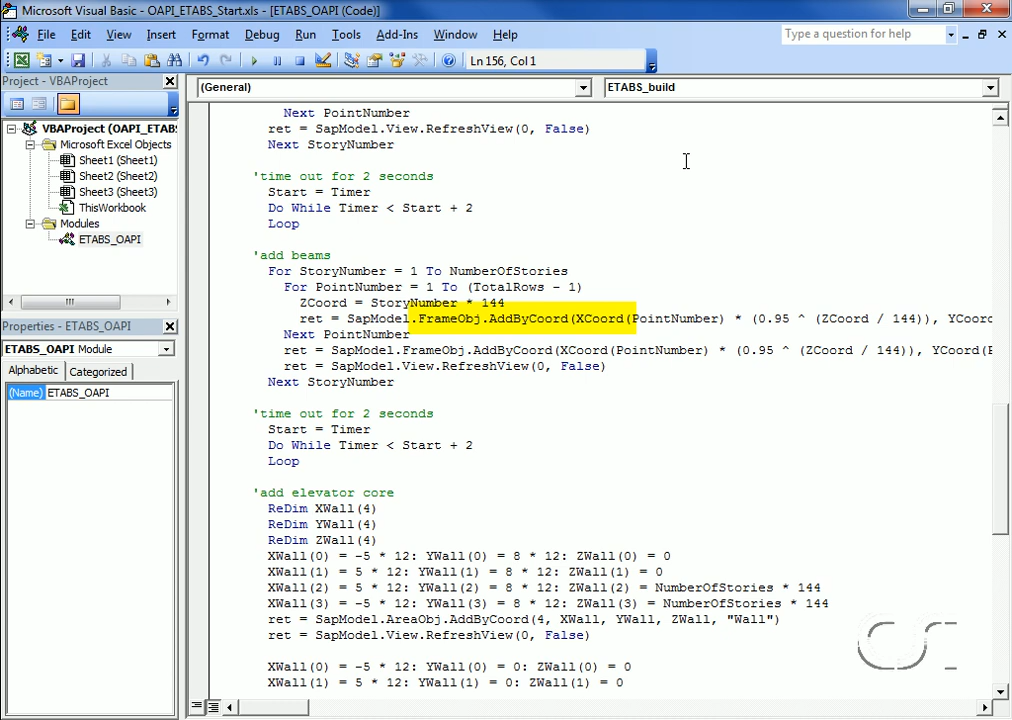 Microsoft Visual Basic - OAPI_ETABS_Start.xls - [ETABS_OAPI (Code)]
File Edit View Insert Format Debug Run Tools Add-Ins Window Help
Type a question for help
Ln 156, Col 1
Project - VBAProject
(General)
ETABS_build
VBAProject (OAPI_ETABS
Microsoft Excel Objects
Sheet1 (Sheet1)
Sheet2 (Sheet2)
Sheet3 (Sheet3)
ThisWorkbook
Modules
ETABS_OAPI
Properties - ETABS_OAPI
ETABS_OAPI Module
Alphabetic Categorized
(Name) ETABS_OAPI
Next PointNumber
ret = SapModel.View.RefreshView(0, False)
Next StoryNumber
'time out for 2 seconds
Start = Timer
Do While Timer < Start + 2
Loop
'add beams
For StoryNumber = 1 To NumberOfStories
For PointNumber = 1 To (TotalRows - 1)
ZCoord = StoryNumber * 144
ret = SapModel.FrameObj.AddByCoord(XCoord(PointNumber) * (0.95 ^ (ZCoord / 144)), YCoord
Next PointNumber
ret = SapModel.FrameObj.AddByCoord(XCoord(PointNumber) * (0.95 ^ (ZCoord / 144)), YCoord(P
ret = SapModel.View.RefreshView(0, False)
Next StoryNumber
'time out for 2 seconds
Start = Timer
Do While Timer < Start + 2
Loop
'add elevator core
ReDim XWall(4)
ReDim YWall(4)
ReDim ZWall(4)
XWall(0) = -5 * 12: YWall(0) = 8 * 12: ZWall(0) = 0
XWall(1) = 5 * 12: YWall(1) = 8 * 12: ZWall(1) = 0
XWall(2) = 5 * 12: YWall(2) = 8 * 12: ZWall(2) = NumberOfStories * 144
XWall(3) = -5 * 12: YWall(3) = 8 * 12: ZWall(3) = NumberOfStories * 144
ret = SapModel.AreaObj.AddByCoord(4, XWall, YWall, ZWall, "Wall")
ret = SapModel.View.RefreshView(0, False)
XWall(0) = -5 * 12: YWall(0) = 0: ZWall(0) = 0
XWall(1) = 5 * 12: YWall(1) = 0: ZWall(1) = 0
CSI